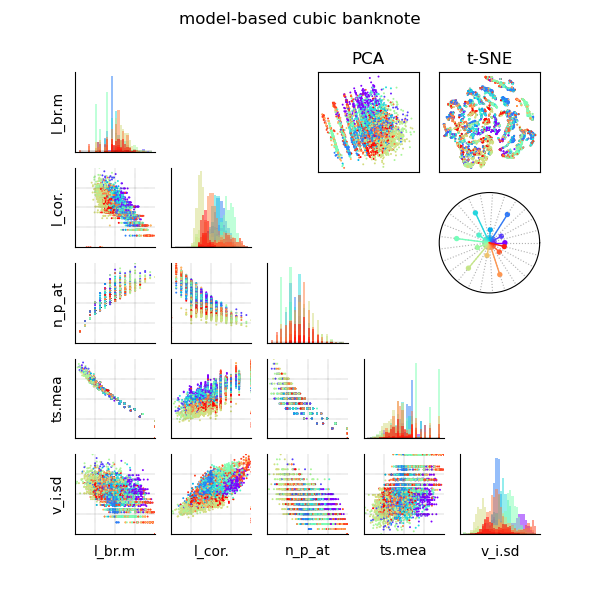 model-based cubic banknote
PCA
t-SNE
l_br.m
l_cor.
n_p_at
ts.mea
v_i.sd
l_br.m
l_cor.
n_p_at
ts.mea
v_i.sd